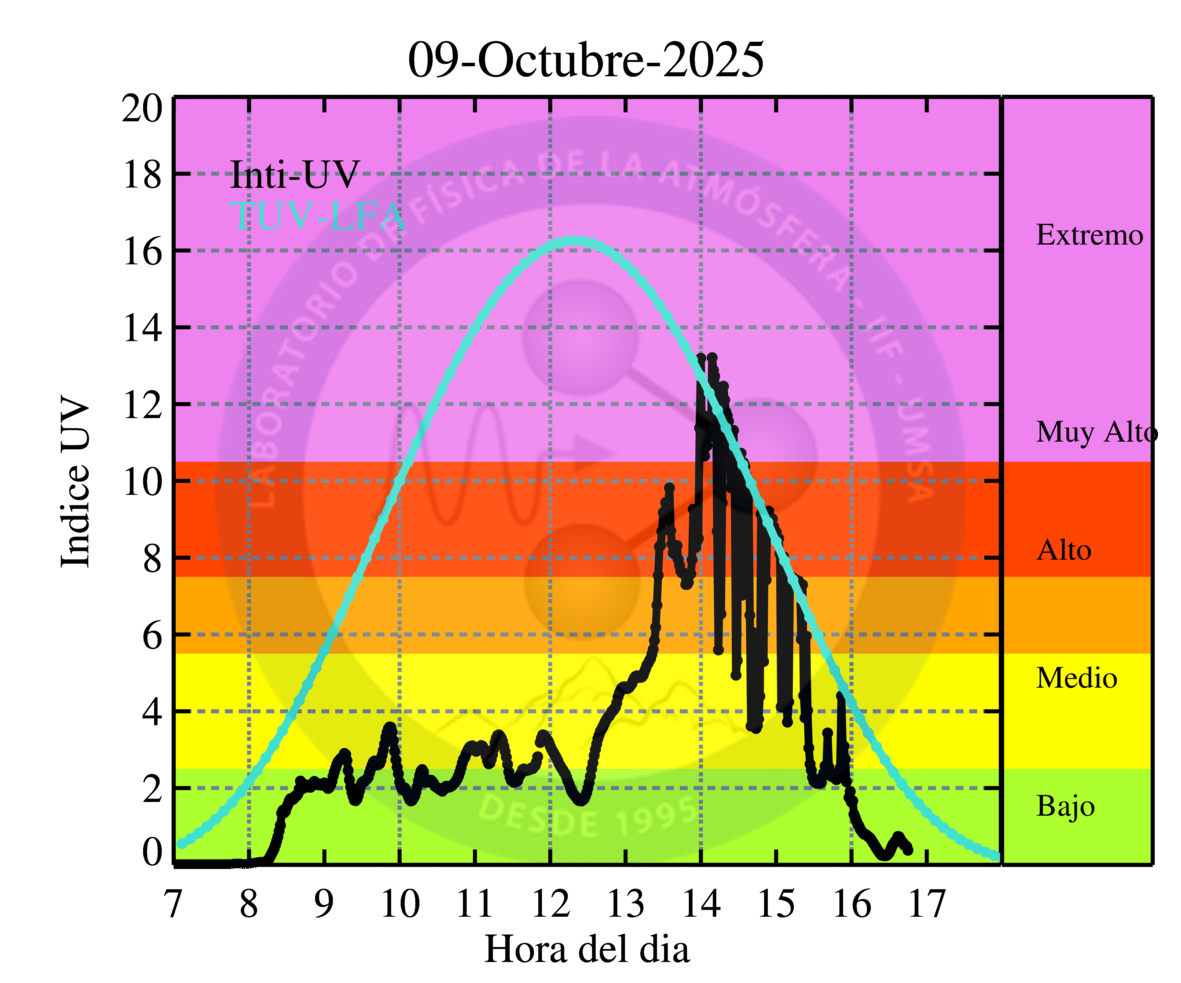 09-Octubre-2025
Inti-UV
TUV-LFA
LABORATORIO DE FÍSICA DE LA ATMÓSFERA - IIF - UMSA
DESDE 1995
Indice UV
20
18
16
14
12
10
8
6
4
2
0
Extremo
Muy Alto
Alto
Medio
Bajo
7 8 9 10 11 12 13 14 15 16 17
Hora del dia